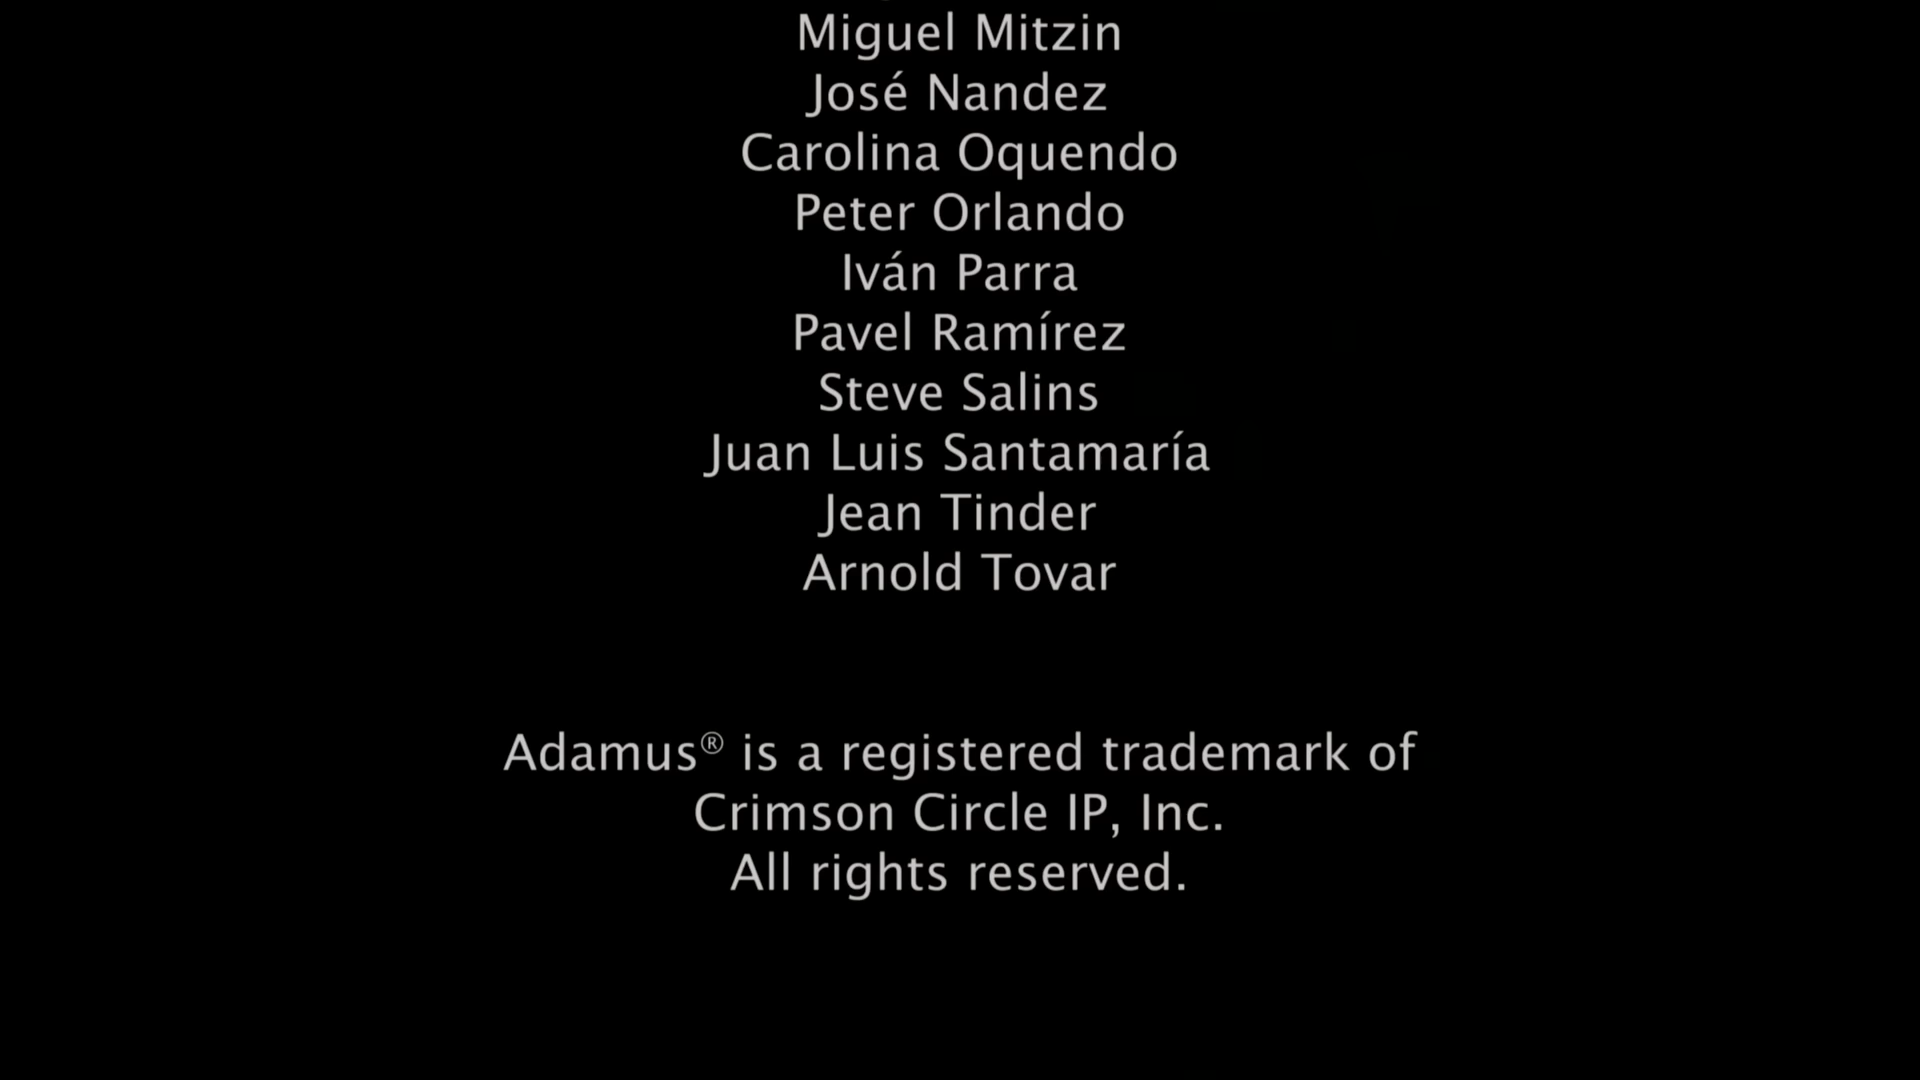 Miguel Mitzin
José Nandez
Carolina Oquendo
Peter Orlando
Iván Parra
Pavel Ramírez
Steve Salins
Juan Luis Santamaría
Jean Tinder
Arnold Tovar
Adamus® is a registered trademark of
Crimson Circle IP, Inc.
All rights reserved.